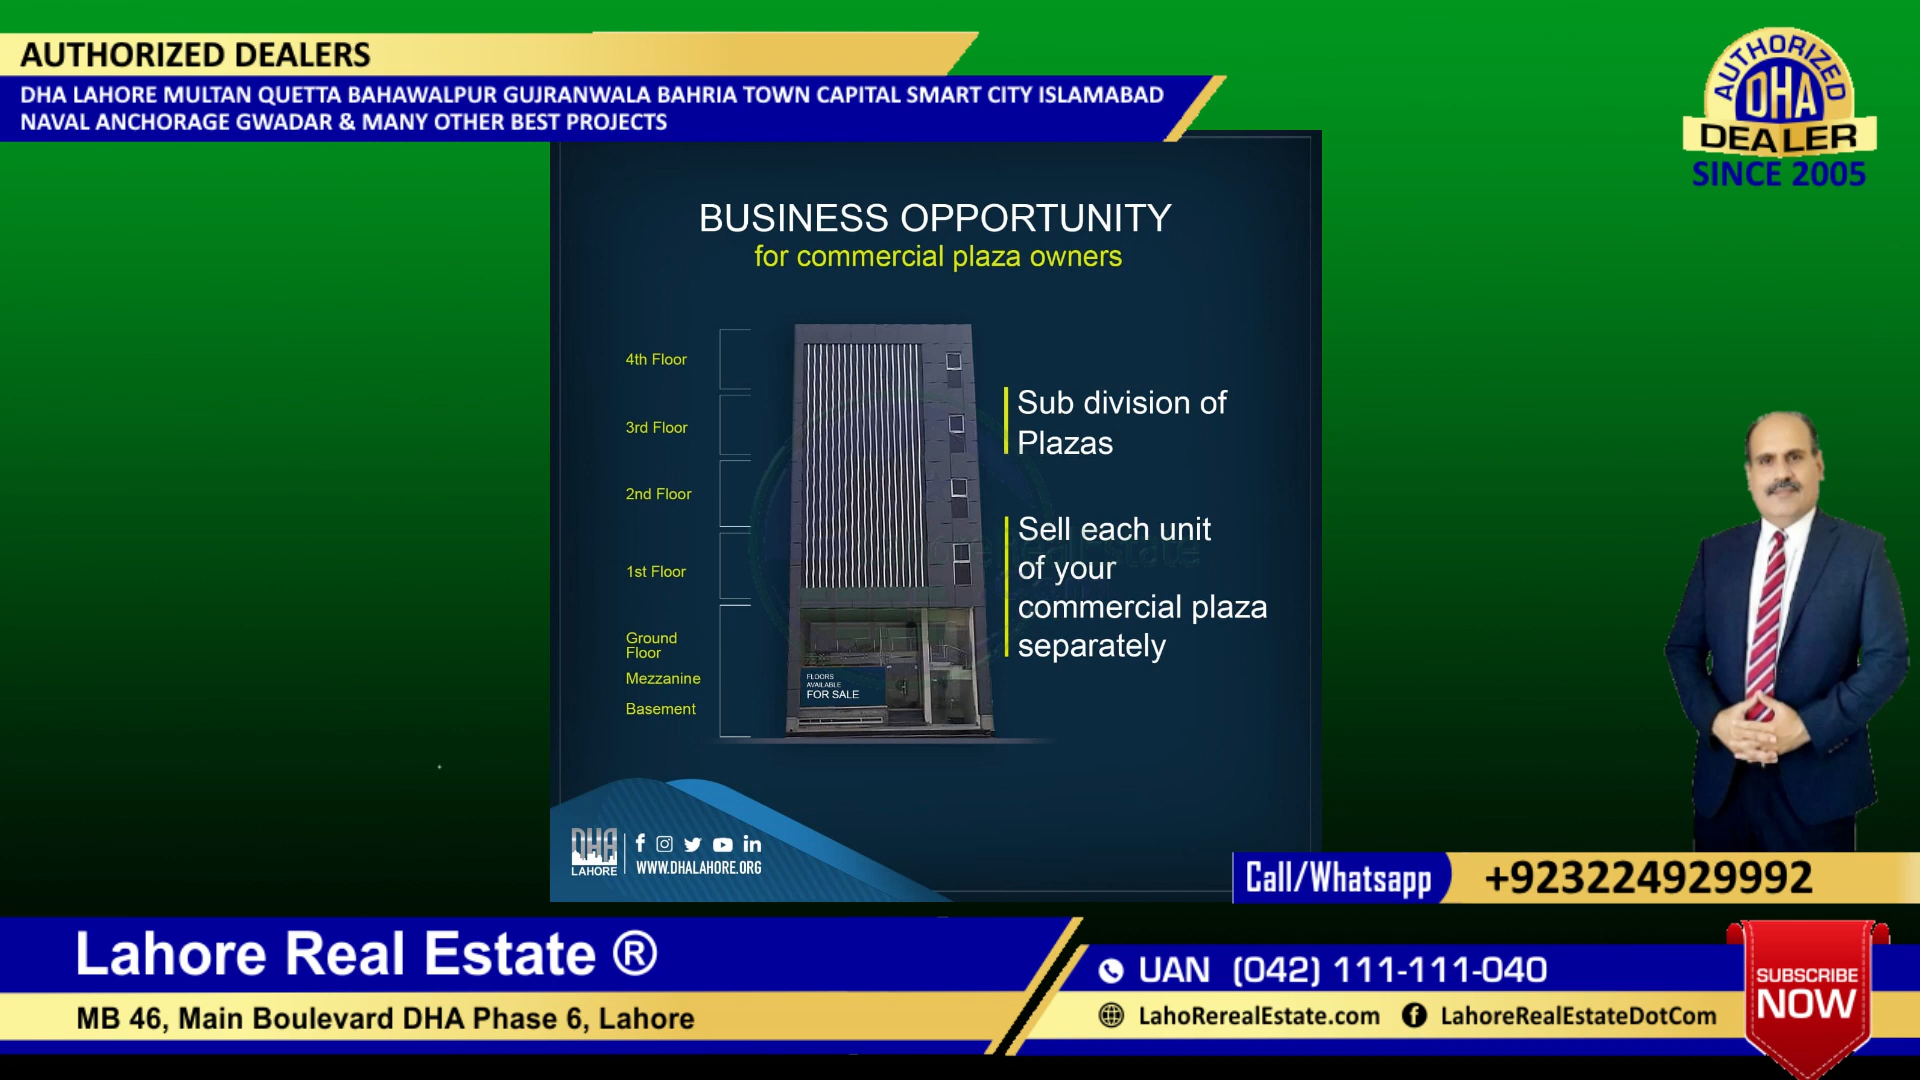 AUTHORIZED DEALERS
DHA LAHORE MULTAN QUETTA BAHAWALPUR GUJRANWALA BAHRIA TOWN CAPITAL SMART CITY ISLAMABAD
NAVAL ANCHORAGE GWADAR & MANY OTHER BEST PROJECTS
AUTHORIZED
DHA
DEALER
SINCE 2005
BUSINESS OPPORTUNITY
for commercial plaza owners
4th Floor
3rd Floor
2nd Floor
1st Floor
Ground
Floor
Mezzanine
Basement
Sub division of
Plazas
Sell each unit
of your
commercial plaza
separately
FLOORS
AVAILABLE
FOR SALE
DHA
LAHORE
WWW.DHALAHORE.ORG
Call/Whatsapp
+923224929992
Lahore Real Estate ®
MB 46, Main Boulevard DHA Phase 6, Lahore
UAN (042) 111-111-040
LahoRerealEstate.com
LahoreRealEstateDotCom
SUBSCRIBE
NOW